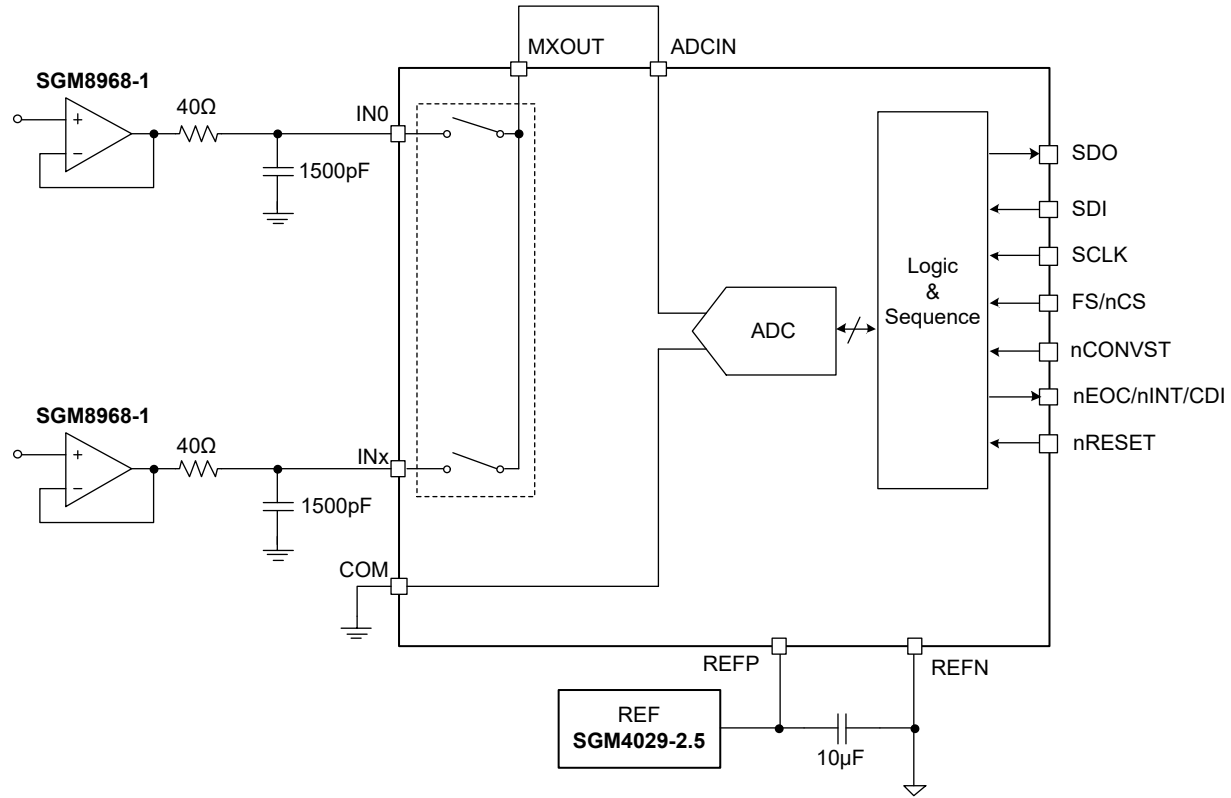 MXOUT
ADCIN
SGM8968-1
40Ω
IN0
+
−
1500pF
SDO
SDI
SCLK
FS/nCS
nCONVST
nEOC/nINT/CDI
nRESET
Logic
&
Sequence
ADC
SGM8968-1
40Ω
INx
+
−
1500pF
COM
REFP
REFN
REF
SGM4029-2.5
10µF